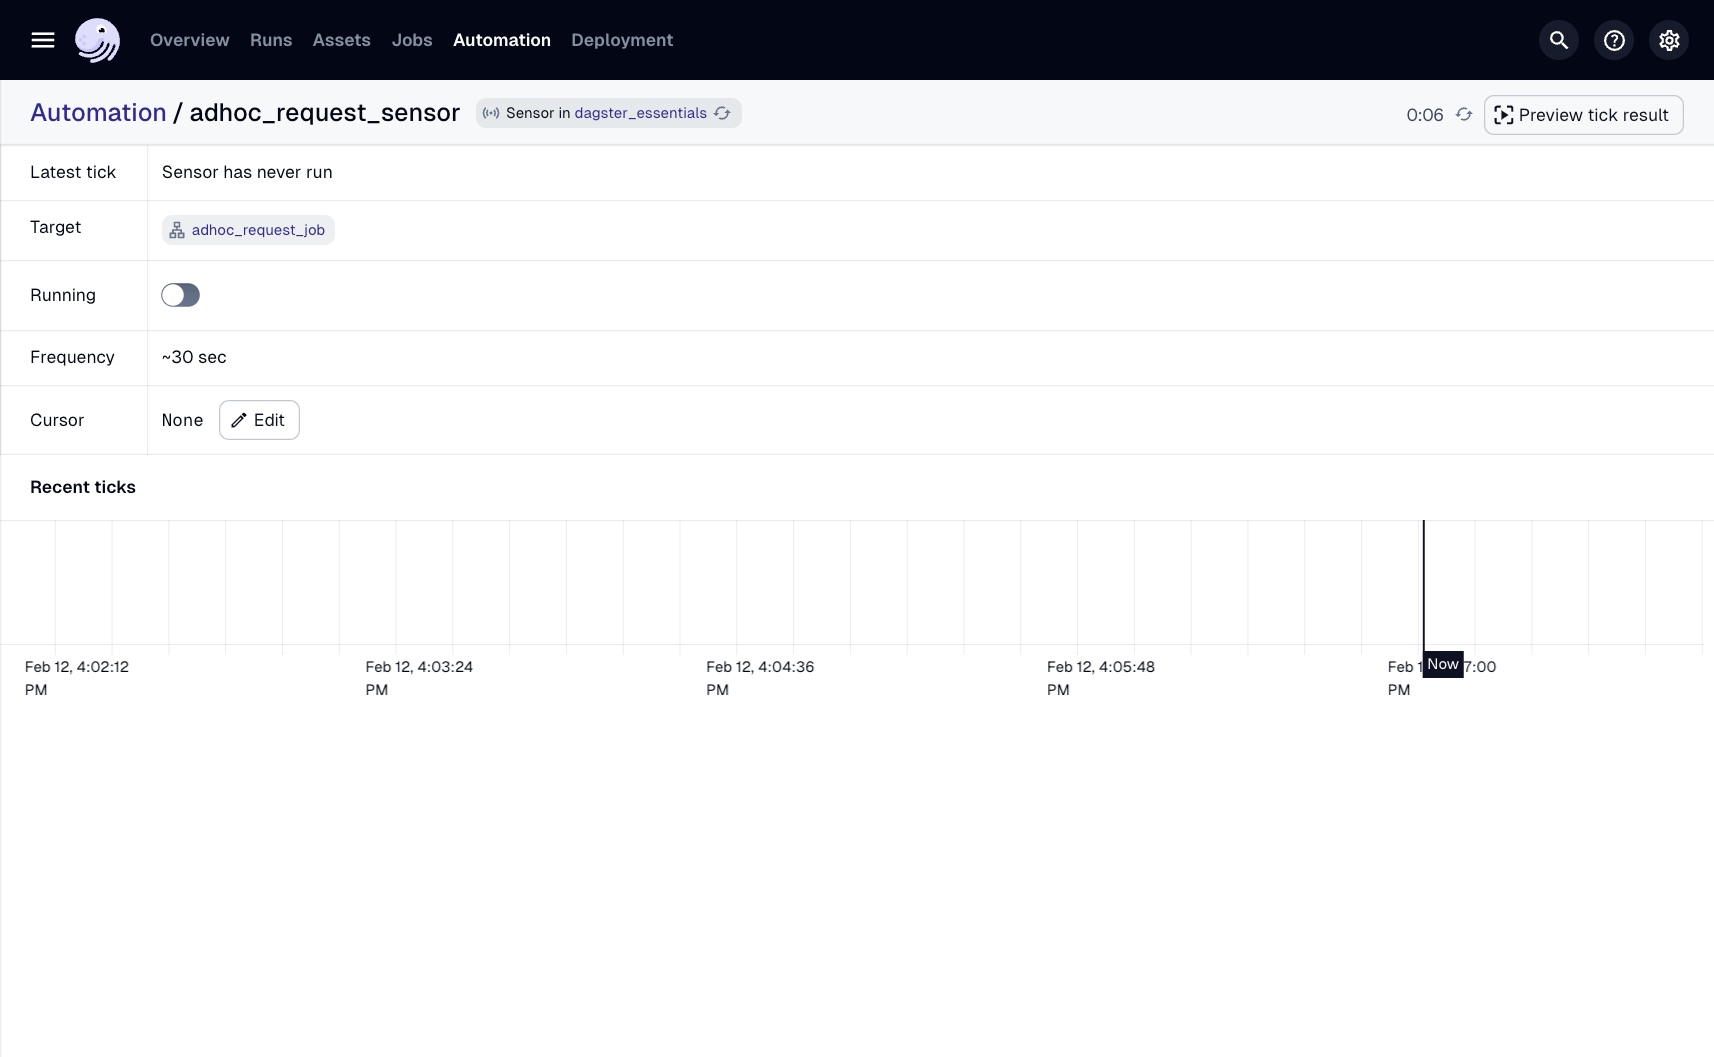 Overview Runs Assets Jobs Automation Deployment
Automation / adhoc_request_sensor Sensor in dagster_essentials 0:06 Preview tick result
Latest tick Sensor has never run
Target adhoc_request_job
Running
Frequency ~30 sec
Cursor None Edit
Recent ticks
Feb 12, 4:02:12 PM
Feb 12, 4:03:24 PM
Feb 12, 4:04:36 PM
Feb 12, 4:05:48 PM
Feb 1 7:00 PM
Now